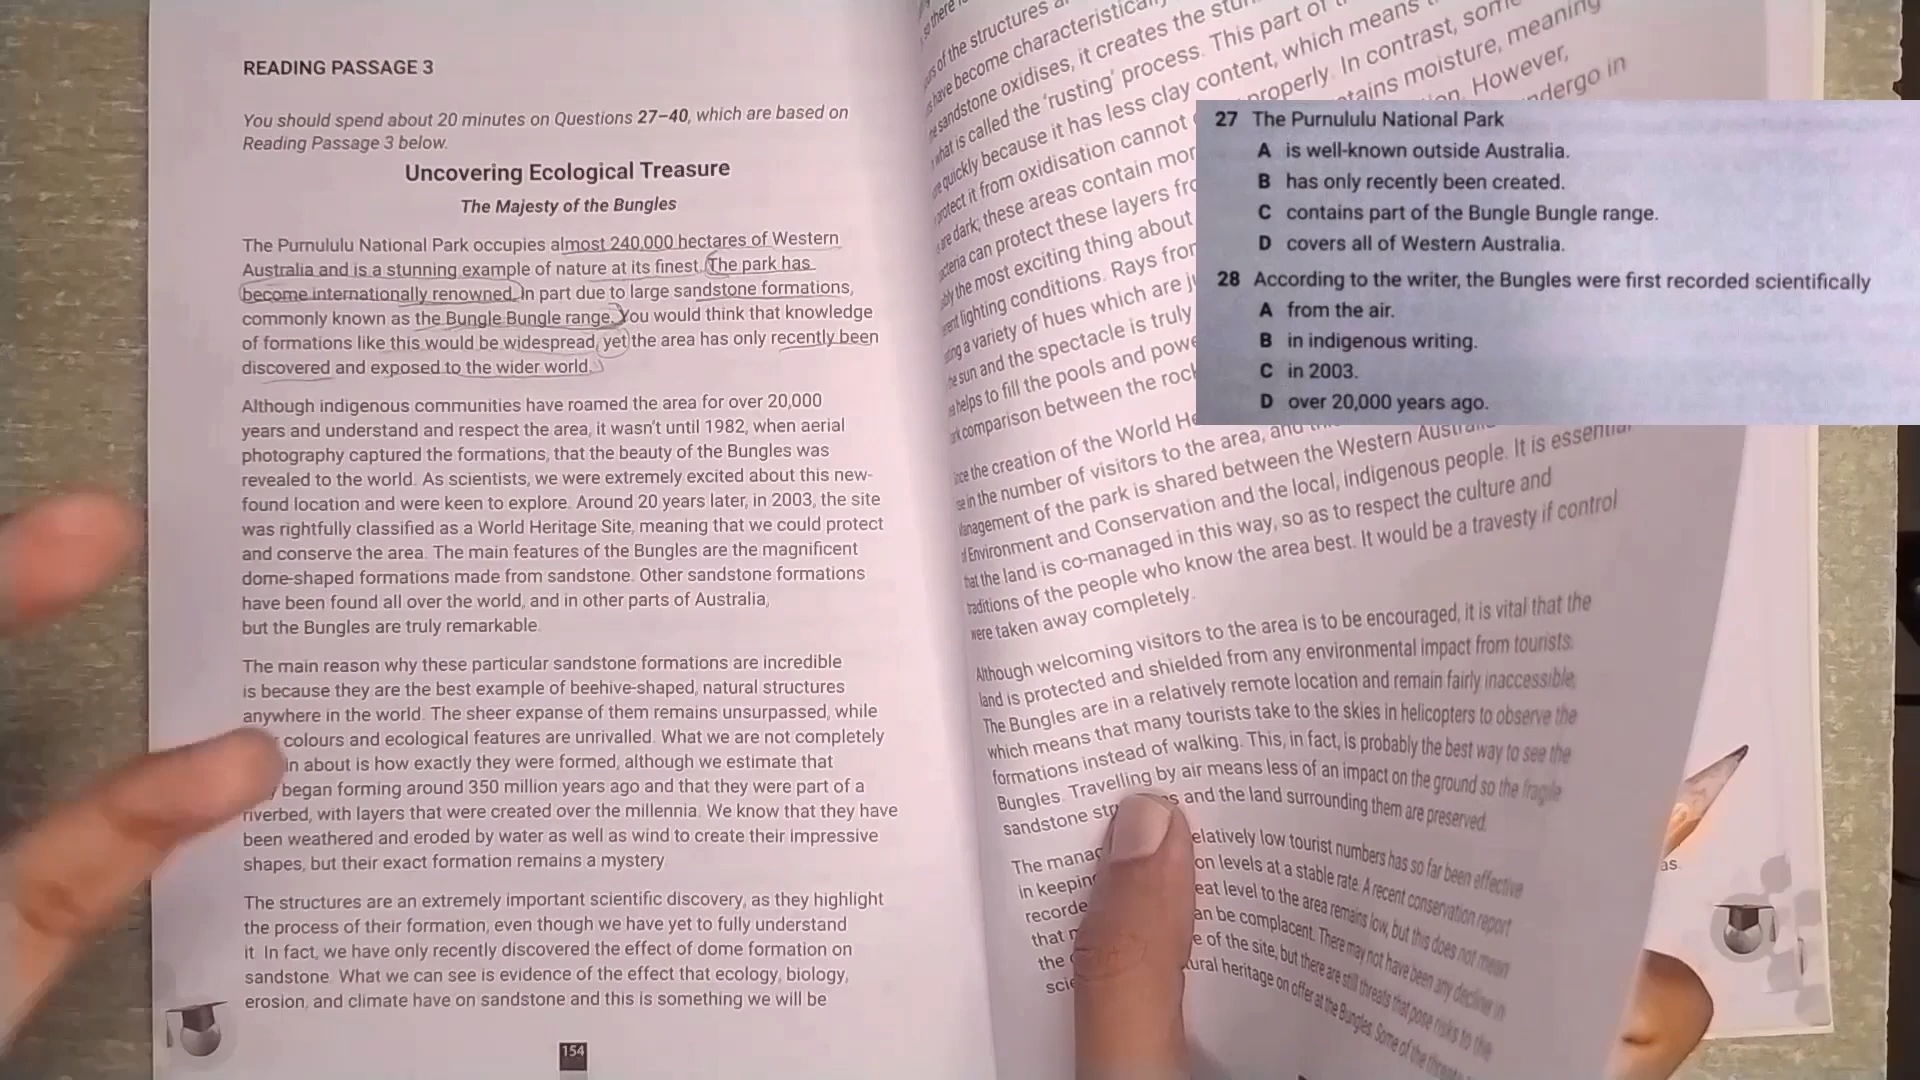 READING PASSAGE 3
You should spend about 20 minutes on Questions 27–40, which are based on
Reading Passage 3 below.
Uncovering Ecological Treasure
The Majesty of the Bungles
The Purnululu National Park occupies almost 240,000 hectares of Western
Australia and is a stunning example of nature at its finest. The park has
become internationally renowned. In part due to large sandstone formations,
commonly known as the Bungle Bungle range. You would think that knowledge
of formations like this would be widespread, yet the area has only recently been
discovered and exposed to the wider world.
Although indigenous communities have roamed the area for over 20,000
years and understand and respect the area, it wasn't until 1982, when aerial
photography captured the formations, that the beauty of the Bungles was
revealed to the world. As scientists, we were extremely excited about this new-
found location and were keen to explore. Around 20 years later, in 2003, the site
was rightfully classified as a World Heritage Site, meaning that we could protect
and conserve the area. The main features of the Bungles are the magnificent
dome-shaped formations made from sandstone. Other sandstone formations
have been found all over the world, and in other parts of Australia,
but the Bungles are truly remarkable.
The main reason why these particular sandstone formations are incredible
is because they are the best example of beehive-shaped, natural structures
anywhere in the world. The sheer expanse of them remains unsurpassed, while
colours and ecological features are unrivalled. What we are not completely
in about is how exactly they were formed, although we estimate that
began forming around 350 million years ago and that they were part of a
riverbed, with layers that were created over the millennia. We know that they have
been weathered and eroded by water as well as wind to create their impressive
shapes, but their exact formation remains a mystery.
The structures are an extremely important scientific discovery, as they highlight
the process of their formation, even though we have yet to fully understand
it. In fact, we have only recently discovered the effect of dome formation on
sandstone. What we can see is evidence of the effect that ecology, biology,
erosion, and climate have on sandstone and this is something we will be
154
so there
of the structures
have become characteristically
sandstone oxidises, it creates the
what is called the 'rusting' process. This part of
quickly because it has less clay content, which means
protect it from oxidisation cannot properly. In contrast, some
are dark; these areas contain moisture, meaning
can protect these layers However,
the most exciting thing about undergo in
lighting conditions. Rays from
a variety of hues which are
sun and the spectacle is truly
helps to fill the pools and
comparison between the
the creation of the World
in the number of visitors to the area, and
Management of the park is shared between the Western
Environment and Conservation and the local, indigenous people. It is essential
that the land is co-managed in this way, so as to respect the culture and
traditions of the people who know the area best. It would be a travesty if control
were taken away completely.
Although welcoming visitors to the area is to be encouraged, it is vital that the
land is protected and shielded from any environmental impact from tourists.
The Bungles are in a relatively remote location and remain fairly inaccessible,
which means that many tourists take to the skies in helicopters to observe the
formations instead of walking. This, in fact, is probably the best way to see the
Bungles. Travelling by air means less of an impact on the ground so the fragile
sandstone and the land surrounding them are preserved.
The relatively low tourist numbers has so far been effective
in on levels at a stable rate. A recent conservation report
level to the area remains low, but this does not mean
that an be complacent. There may not have been any decline in
the of the site, but there are still threats that pose risks to the
heritage on offer at the Bungles. Some of the
as.
27 The Purnululu National Park
A is well-known outside Australia.
B has only recently been created.
C contains part of the Bungle Bungle range.
D covers all of Western Australia.
28 According to the writer, the Bungles were first recorded scientifically
A from the air.
B in indigenous writing.
C in 2003.
D over 20,000 years ago.